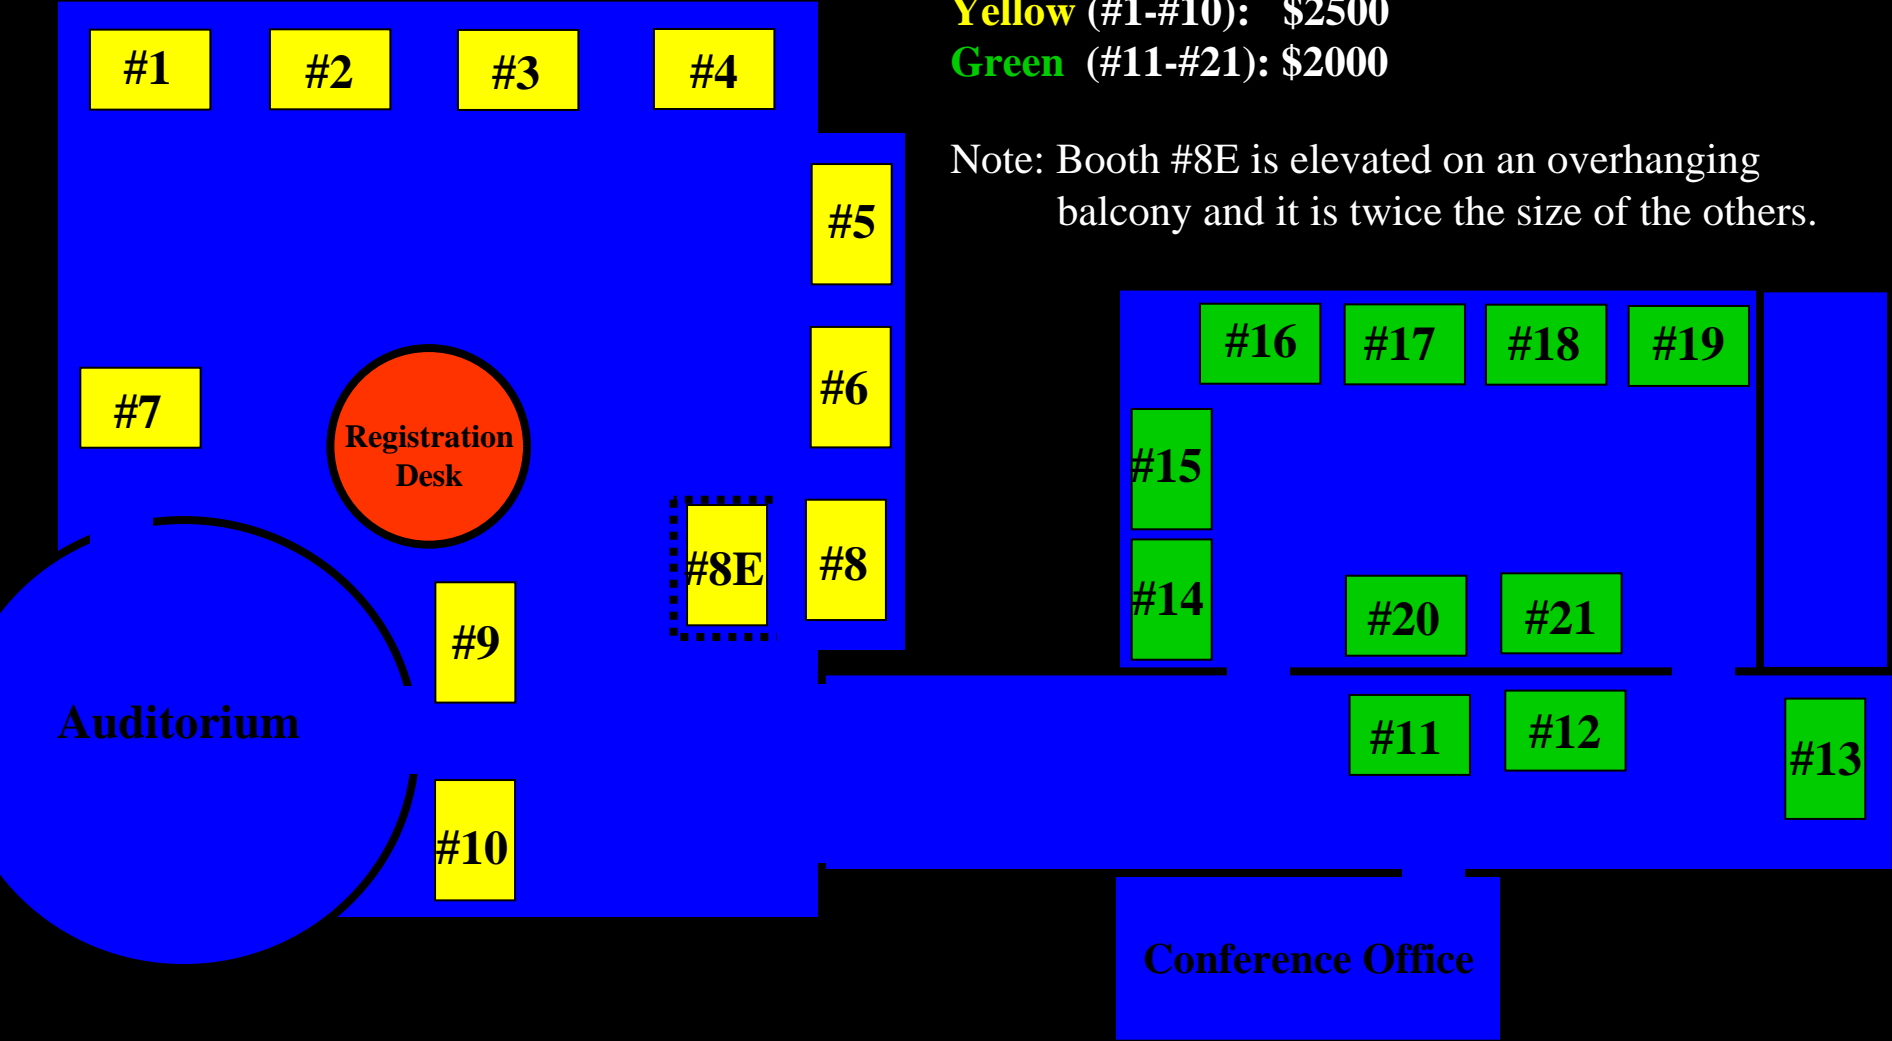 Yellow (#1-#10): $2500
Green (#11-#21): $2000
Note: Booth #8E is elevated on an overhanging
balcony and it is twice the size of the others.
#1
#2
#3
#4
#5
#6
#7
Registration
Desk
#8E
#8
#9
Auditorium
#10
#16
#17
#18
#19
#15
#14
#20
#21
#11
#12
#13
Conference Office